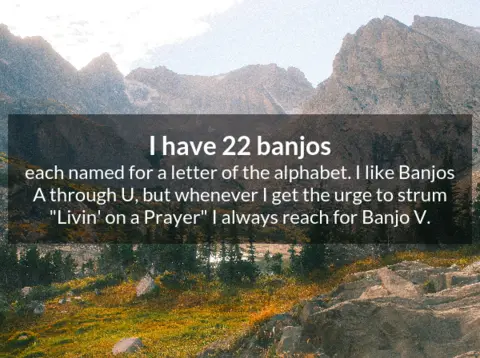 I have 22 banjos
each named for a letter of the alphabet. I like Banjos
A through U, but whenever I get the urge to strum
"Livin' on a Prayer" I always reach for Banjo V.